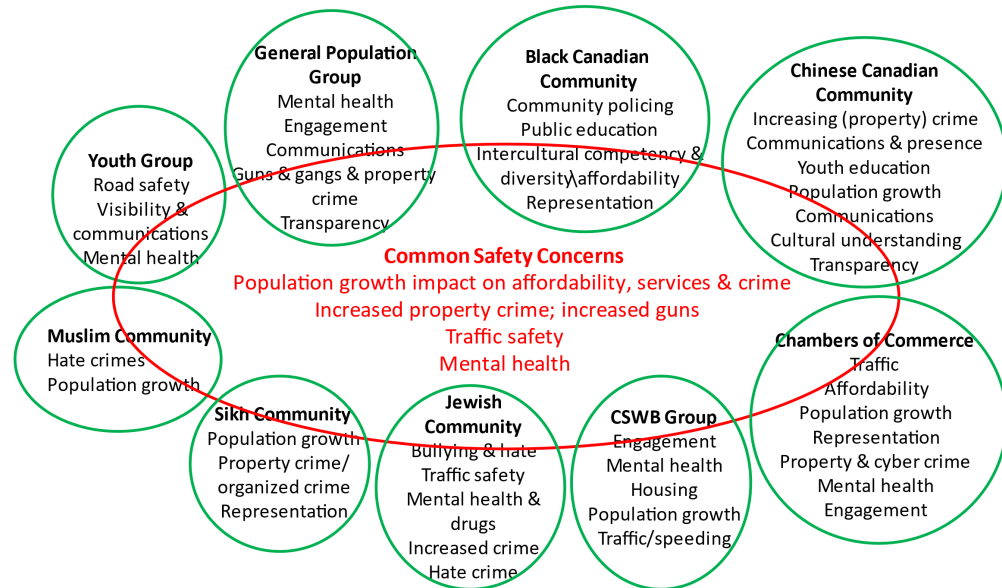 General Population
Group
Mental health
Engagement
Communications
Guns & gangs & property
crime
Transparency
Black Canadian
Community
Community policing
Public education
Intercultural competency &
diversity\affordability
Representation
Chinese Canadian
Community
Increasing (property) crime
Communications & presence
Youth education
Population growth
Communications
Cultural understanding
Transparency
Youth Group
Road safety
Visibility &
communications
Mental health
Common Safety Concerns
Population growth impact on affordability, services & crime
Increased property crime; increased guns
Traffic safety
Mental health
Muslim Community
Hate crimes
Population growth
Sikh Community
Population growth
Property crime/
organized crime
Representation
Jewish
Community
Bullying & hate
Traffic safety
Mental health &
drugs
Increased crime
Hate crime
CSWB Group
Engagement
Mental health
Housing
Population growth
Traffic/speeding
Chambers of Commerce
Traffic
Affordability
Population growth
Representation
Property & cyber crime
Mental health
Engagement